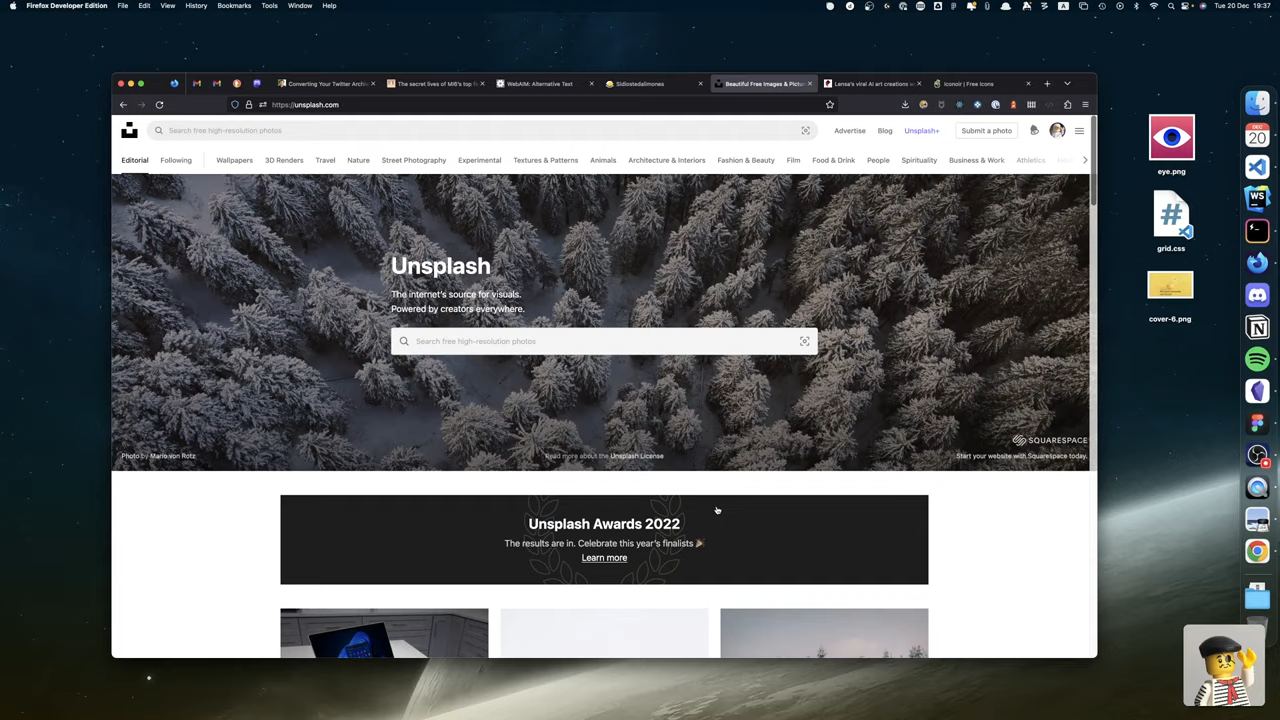 Firefox Developer Edition File Edit View History Bookmarks Tools Window Help
Tue 20 Dec 19:37
Converting Your Twitter Archi
The secret lives of MI6's top f
WebAIM: Alternative Text
Sidiostedalimones
Beautiful Free Images & Pictu
Lensa's viral AI art creations w
Iconoir | Free Icons
https://unsplash.com
Search free high-resolution photos
Advertise Blog Unsplash+ Submit a photo
Editorial Following Wallpapers 3D Renders Travel Nature Street Photography Experimental Textures & Patterns Animals Architecture & Interiors Fashion & Beauty Film Food & Drink People Spirituality Business & Work Athletics
Unsplash
The internet's source for visuals.
Powered by creators everywhere.
Search free high-resolution photos
SQUARESPACE
Photo by Mario von Rotz
Read more about the Unsplash License
Start your website with Squarespace today.
Unsplash Awards 2022
The results are in. Celebrate this year's finalists 🎉
Learn more
eye.png
#
grid.css
cover-6.png
DEC
20
WS